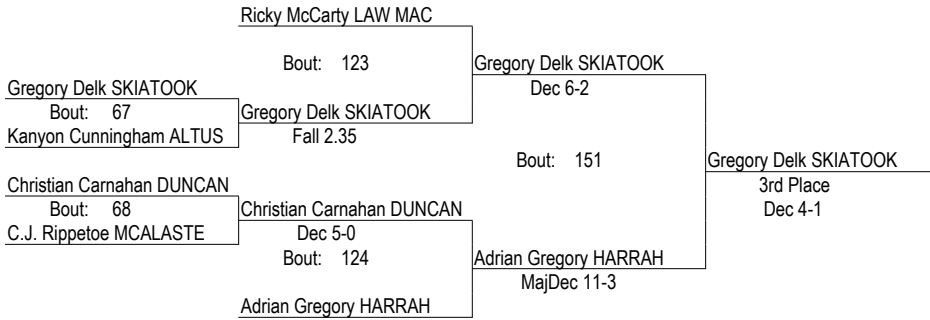 Ricky McCarty LAW MAC
Bout: 123
Gregory Delk SKIATOOK
Dec 6-2
Gregory Delk SKIATOOK
Bout: 67
Gregory Delk SKIATOOK
Kanyon Cunningham ALTUS
Fall 2.35
Bout: 151
Gregory Delk SKIATOOK
3rd Place
Dec 4-1
Christian Carnahan DUNCAN
Bout: 68
Christian Carnahan DUNCAN
C.J. Rippetoe MCALASTE
Dec 5-0
Bout: 124
Adrian Gregory HARRAH
MajDec 11-3
Adrian Gregory HARRAH